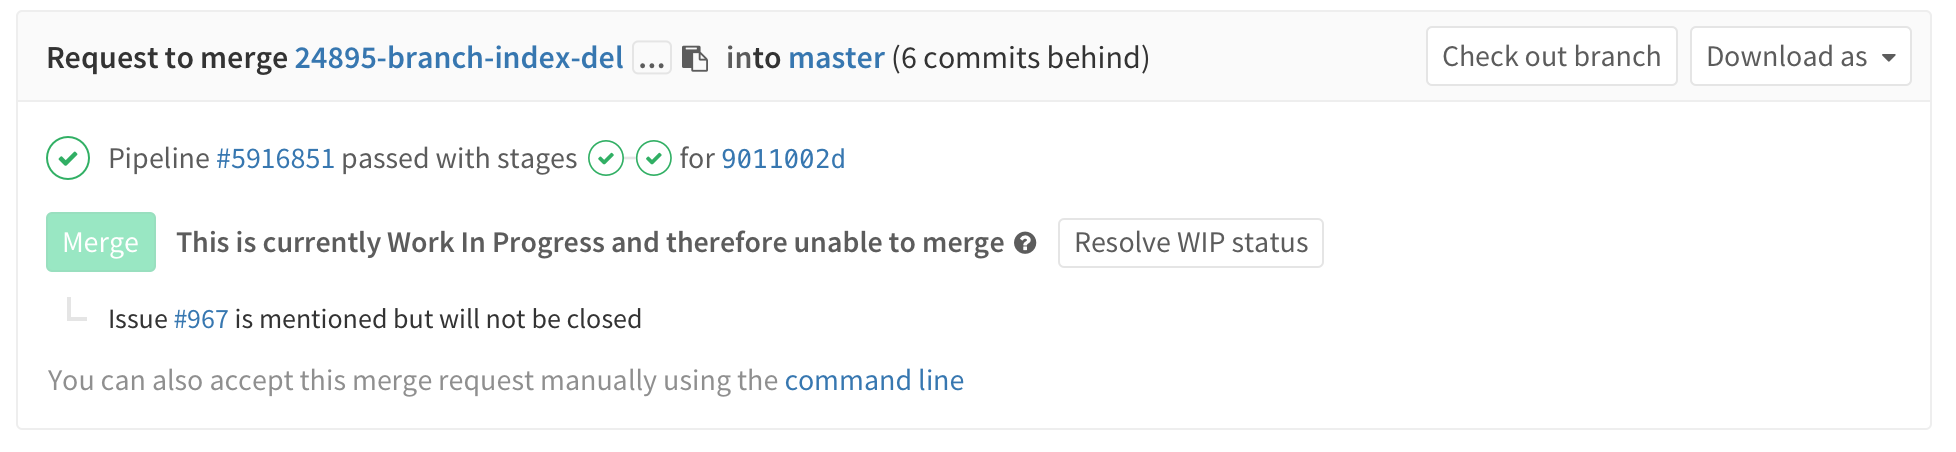 Request to merge 24895-branch-index-del ... into master (6 commits behind) Check out branch Download as
Pipeline #5916851 passed with stages for 9011002d
Merge This is currently Work In Progress and therefore unable to merge ? Resolve WIP status
Issue #967 is mentioned but will not be closed
You can also accept this merge request manually using the command line